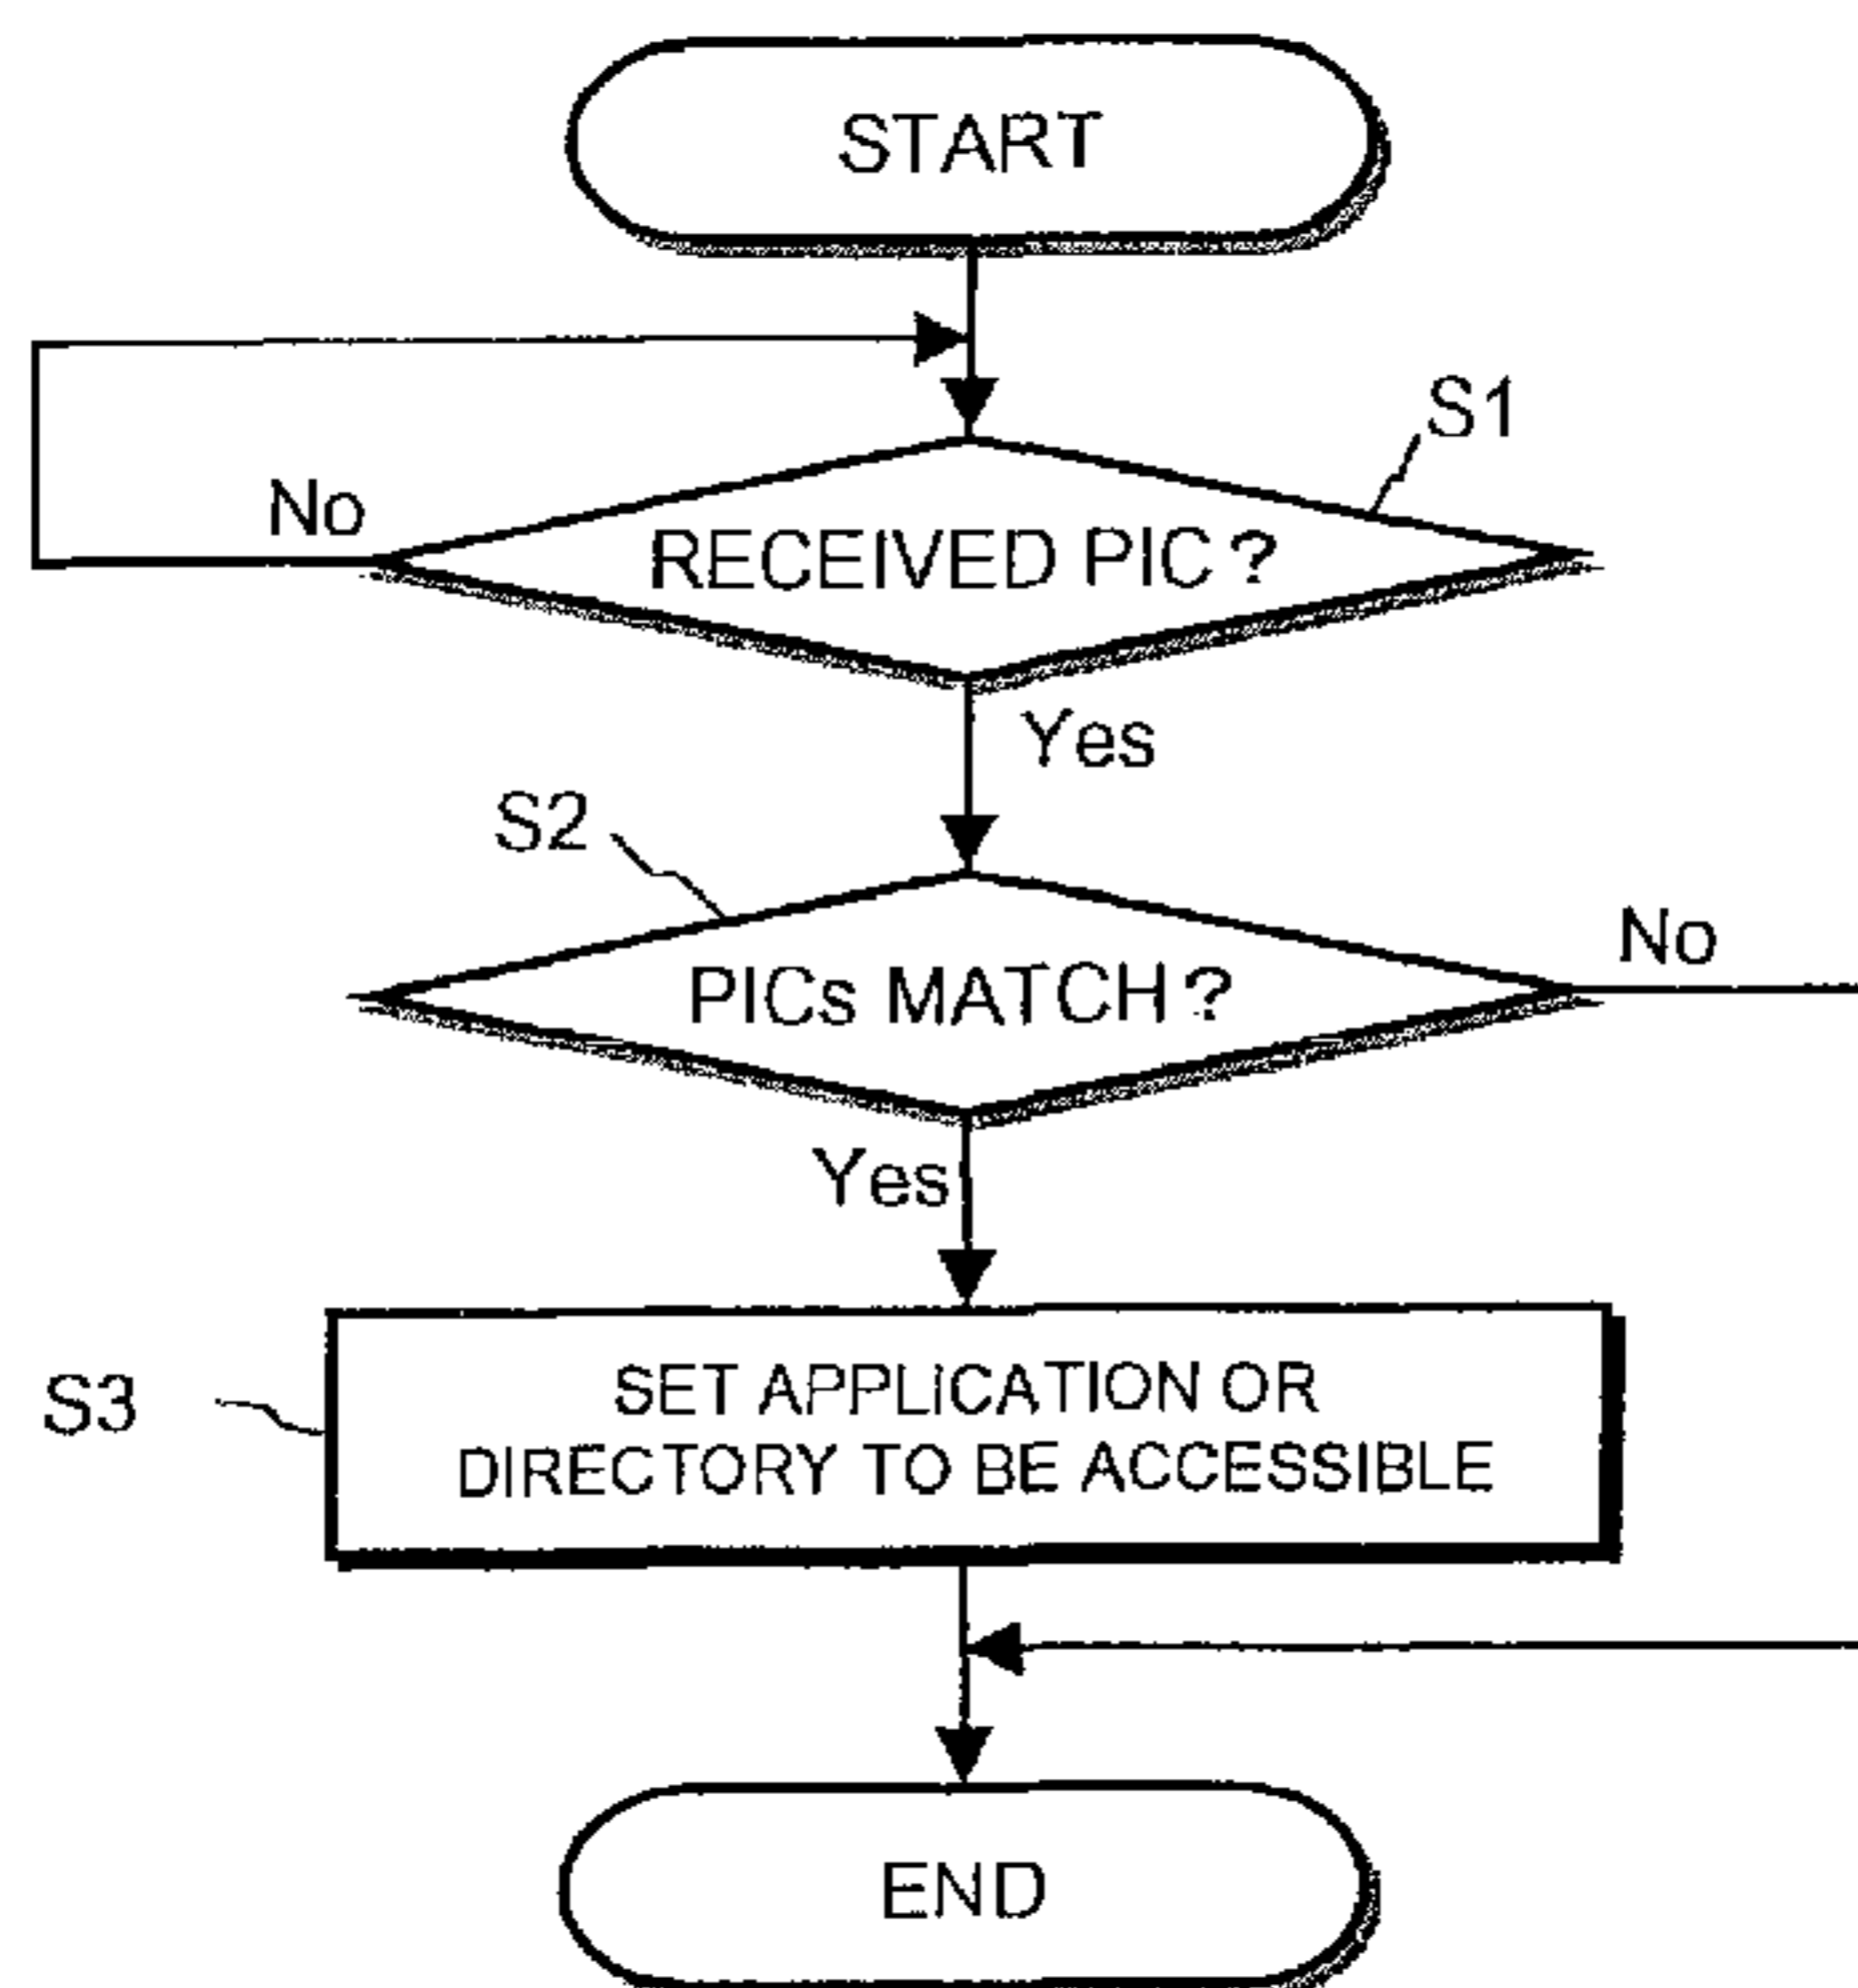 START
S1
No
RECEIVED PIC ?
Yes
S2
No
PICs MATCH ?
Yes
S3
SET APPLICATION OR
DIRECTORY TO BE ACCESSIBLE
END